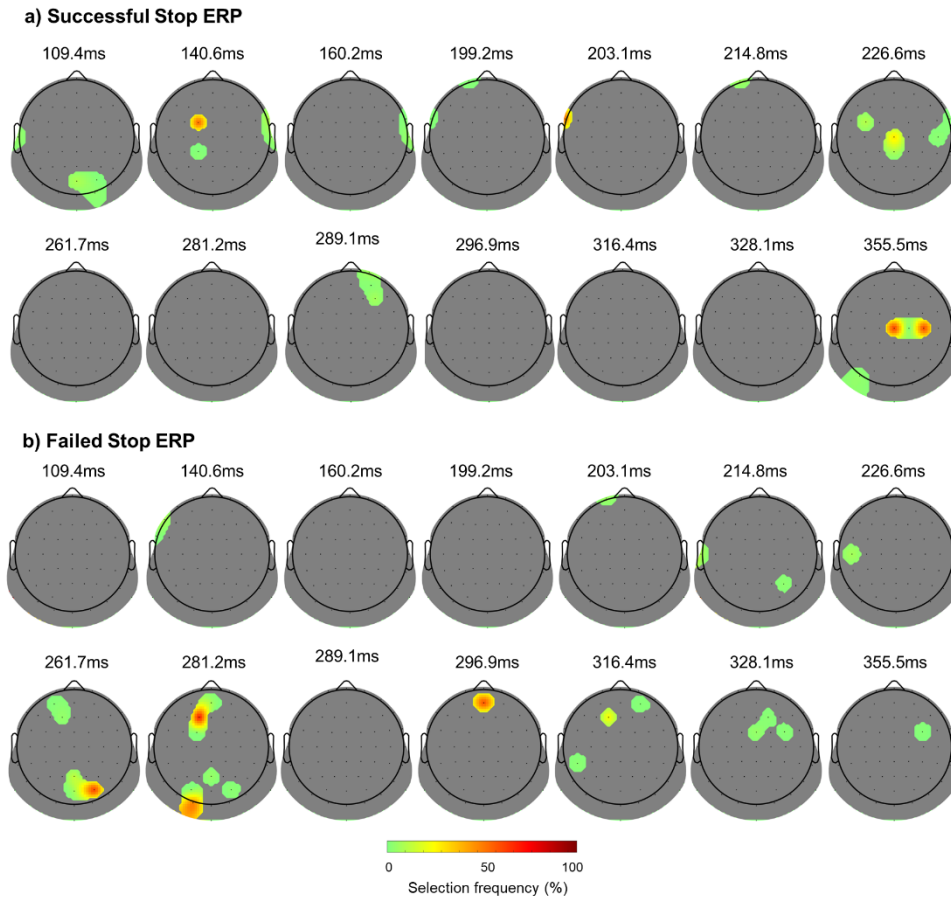 a) Successful Stop ERP
109.4ms 140.6ms 160.2ms 199.2ms 203.1ms 214.8ms 226.6ms
261.7ms 281.2ms 289.1ms 296.9ms 316.4ms 328.1ms 355.5ms
b) Failed Stop ERP
109.4ms 140.6ms 160.2ms 199.2ms 203.1ms 214.8ms 226.6ms
261.7ms 281.2ms 289.1ms 296.9ms 316.4ms 328.1ms 355.5ms
0 50 100
Selection frequency (%)